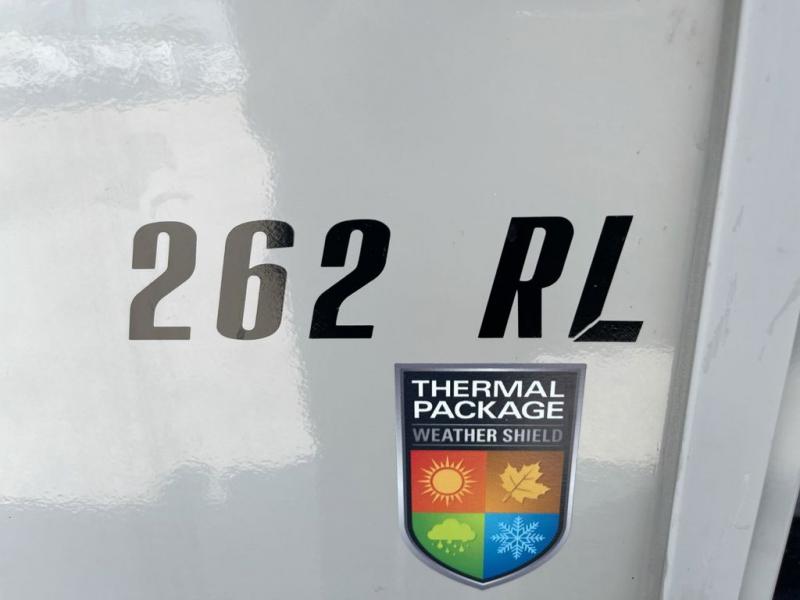 262 RL
THERMAL
PACKAGE
WEATHER SHIELD